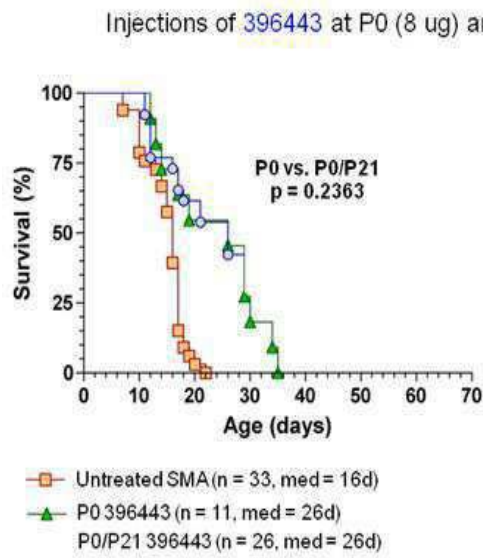 Injections of 396443 at P0 (8 ug) a
P0 vs. P0/P21
p = 0.2363
Survival (%)
100
75
50
25
0
0 10 20 30 40 50 60 70
Age (days)
Untreated SMA (n = 33, med = 16d)
P0 396443 (n = 11, med = 26d)
P0/P21 396443 (n = 26, med = 26d)